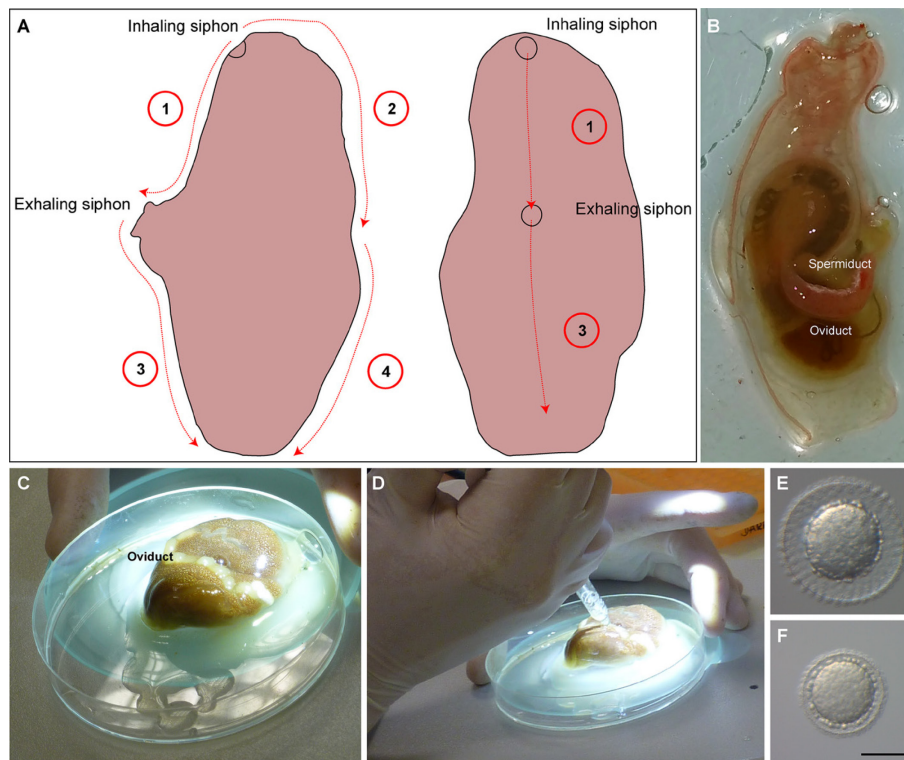 A
Inhaling siphon
1
2
Exhaling siphon
3
4
Inhaling siphon
1
Exhaling siphon
3
B
Spermiduct
Oviduct
C
Oviduct
D
E
F